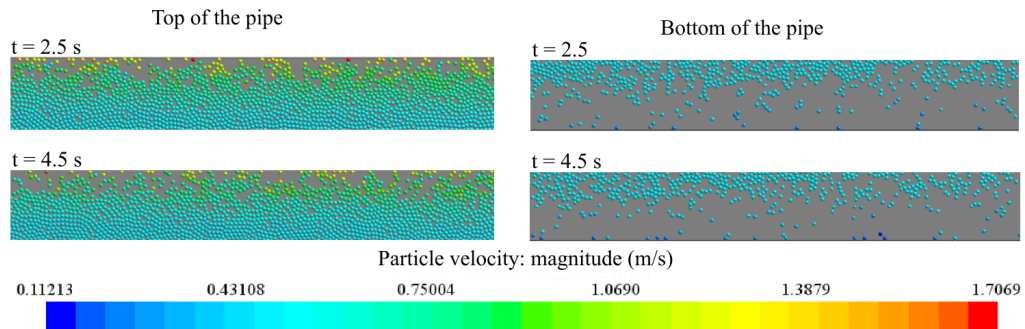 Top of the pipe
Bottom of the pipe
t = 2.5 s
t = 2.5
t = 4.5 s
t = 4.5 s
Particle velocity: magnitude (m/s)
0.11213 0.43108 0.75004 1.0690 1.3879 1.7069